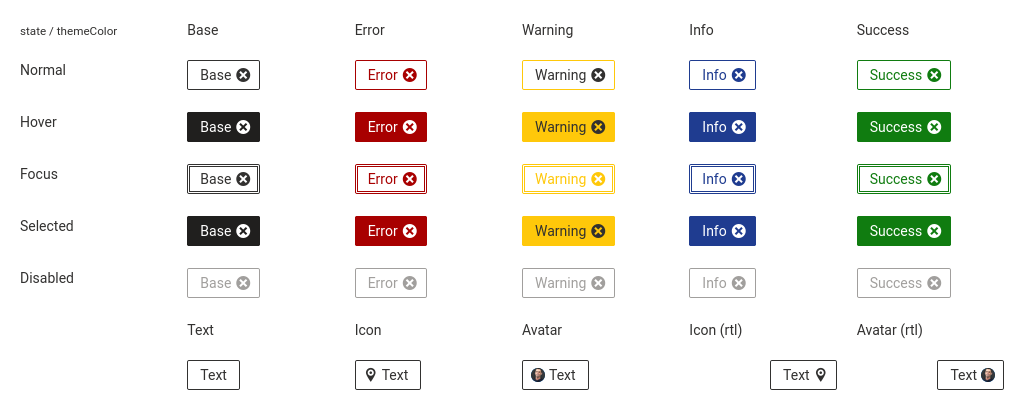 state / themeColor Base Error Warning Info Success
Normal Base Error Warning Info Success
Hover Base Error Warning Info Success
Focus Base Error Warning Info Success
Selected Base Error Warning Info Success
Disabled Base Error Warning Info Success
Text Icon Avatar Icon (rtl) Avatar (rtl)
Text Text Text Text Text